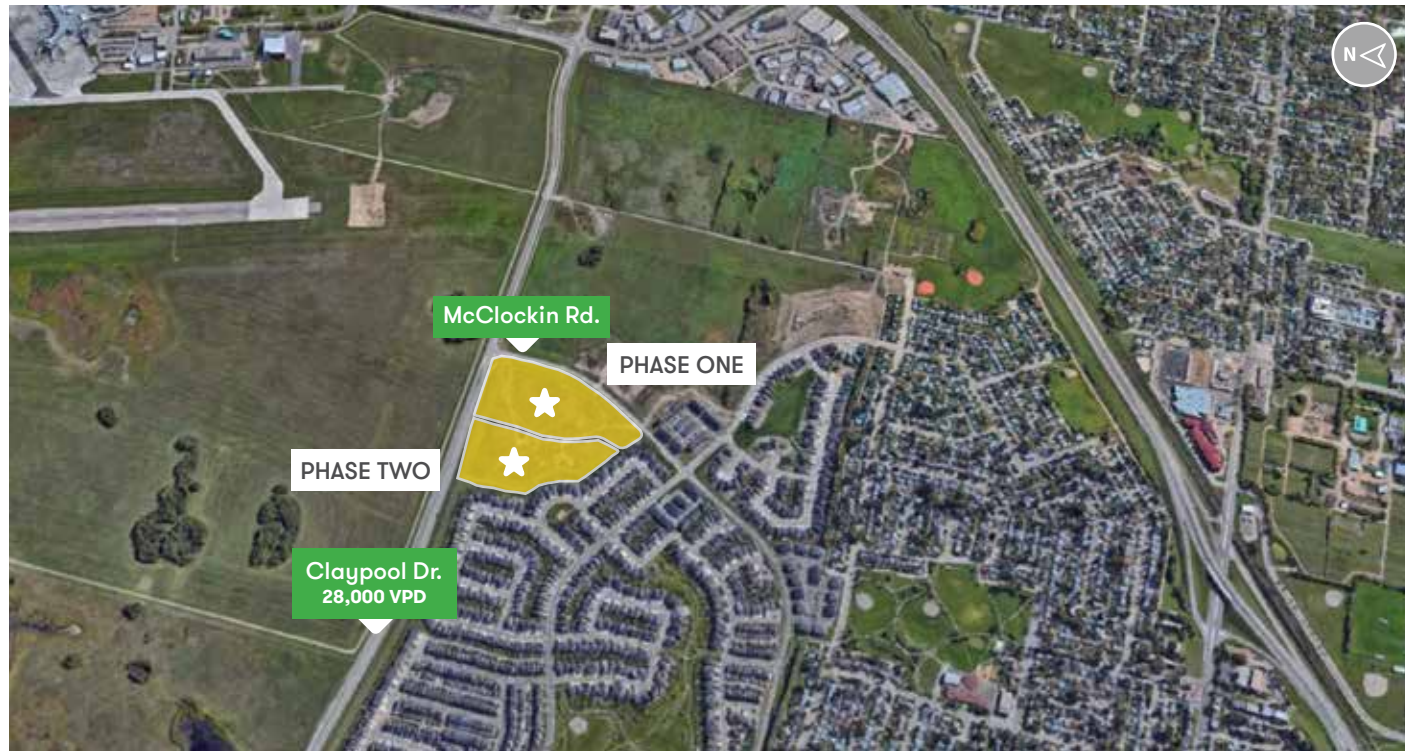 N
McClockin Rd.
PHASE ONE
PHASE TWO
Claypool Dr.
28,000 VPD